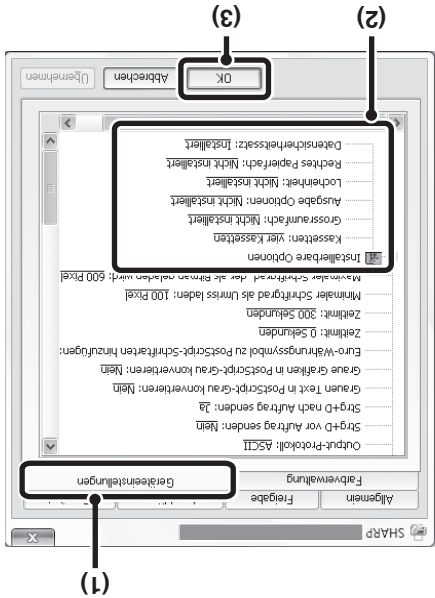 (1)
SHARP
Allgemein
Freigabe
Farbverwaltung
Geräteeinstellungen
Output-Protokoll: ASCII
Strg+D vor Auftrag senden: Nein
Strg+D nach Auftrag senden: Ja
Grauen Text in PostScript-Grau konvertieren: Nein
Graue Grafiken in PostScript-Grau konvertieren: Nein
Euro-Währungssymbol zu PostScript-Schriftarten hinzufügen:
Zeitlimit: 0 Sekunden
Zeitlimit: 300 Sekunden
Minimaler Schriftgrad als Umriss laden: 100 Pixel
Maximaler Schriftgrad, der als Bitmap geladen wird: 600 Pixel
Installierbare Optionen
Kassetten: vier Kassetten
Grossraumfach: Nicht installiert
Ausgabe Optionen: Nicht installiert
Locheinheit: Nicht installiert
Rechtes Papierfach: Nicht installiert
Datensicherheitssatz: Installiert
OK
Abbrechen
Übernehmen
(2)
(3)